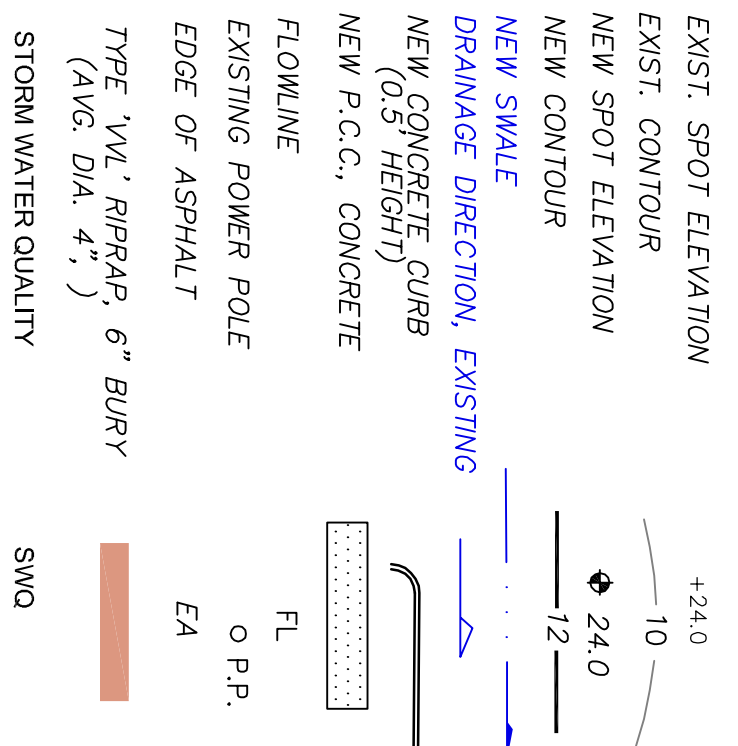 EXIST. SPOT ELEVATION +24.0
EXIST. CONTOUR 10
NEW SPOT ELEVATION 24.0
NEW CONTOUR 12
NEW SWALE
DRAINAGE DIRECTION, EXISTING
NEW CONCRETE CURB
(0.5' HEIGHT)
NEW P.C.C., CONCRETE
FLOWLINE FL
EXISTING POWER POLE P.P.
EDGE OF ASPHALT EA
TYPE 'VVL' RIPRAP, 6" BURY
(AVG. DIA. 4", )
STORM WATER QUALITY SWQ